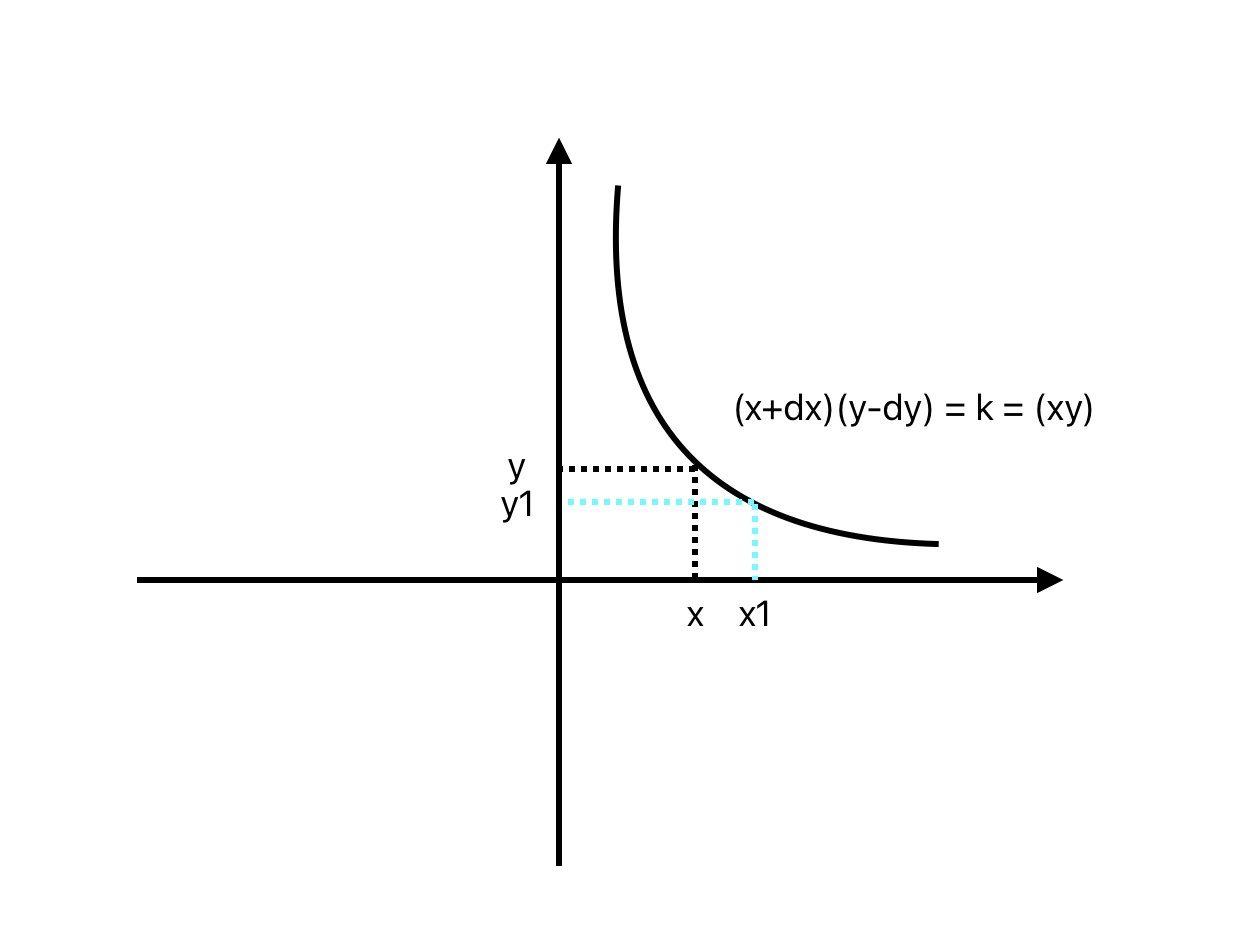 (x+dx)(y-dy) = k = (xy)
y
y1
x x1